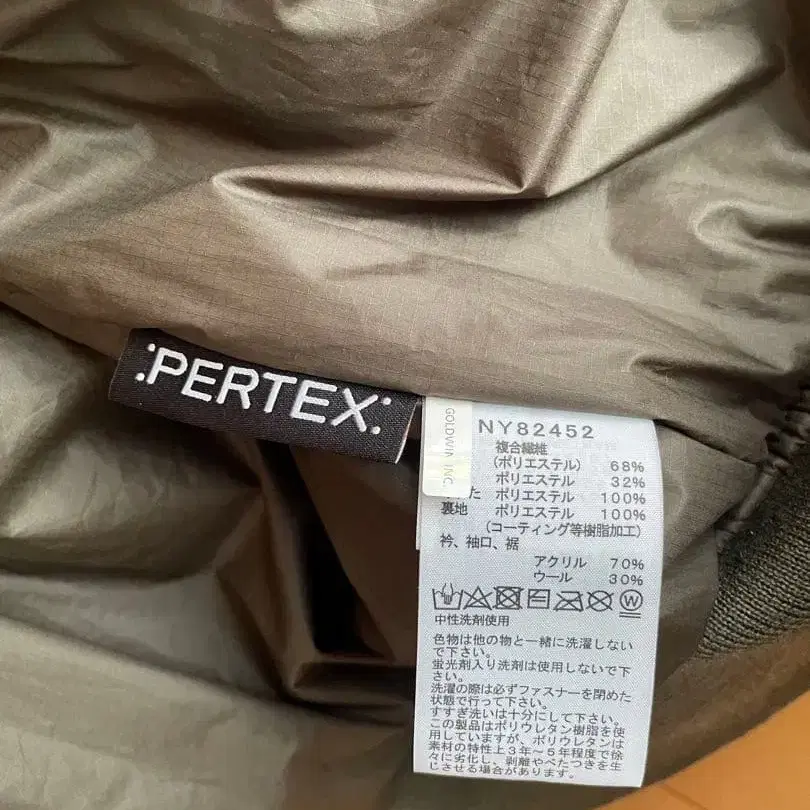 :PERTEX:
GOLDWIN INC.
NY82452
複合繊維
(ポリエステル) 68%
ポリエステル 32%
た ポリエステル 100%
裏地 ポリエステル 100%
(コーティング等樹脂加工)
衿、袖口、裾
アクリル 70%
ウール 30%
W
中性洗剤使用
色物は他の物と一緒に洗濯しない
で下さい。
蛍光剤入り洗剤は使用しないで下
さい。
洗濯の際は必ずファスナーを閉めた
状態で行って下さい。
すすぎ洗いは十分にして下さい。
この製品はポリウレタン樹脂を使
用していますが、ポリウレタンは
素材の特性上3年～5年程度で徐
々に劣化し、剥離やべたつきを生
じさせる場合があります。